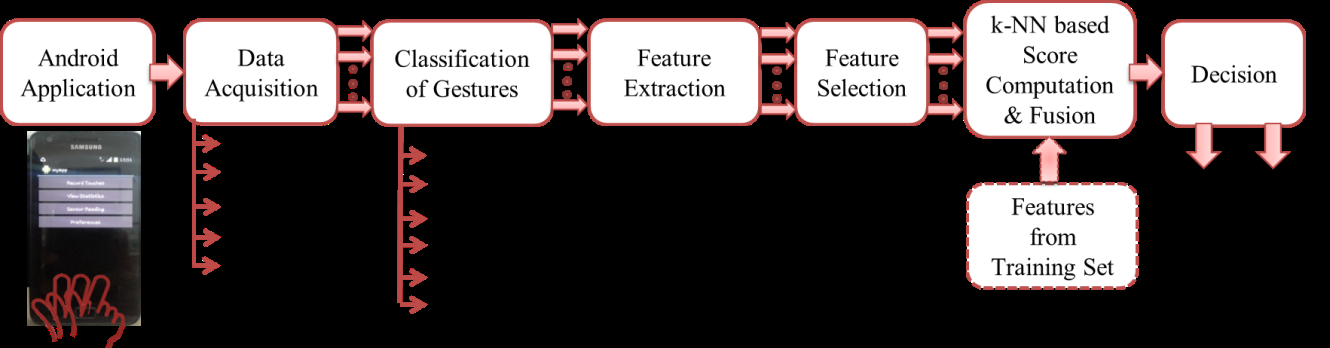 Android
Application
Data
Acquisition
Classification
of Gestures
Feature
Extraction
Feature
Selection
k-NN based
Score
Computation
& Fusion
Decision
Features
from
Training Set
SAMSUNG
MyApp
Record Touches
View Statistics
Sensor Reading
Preferences